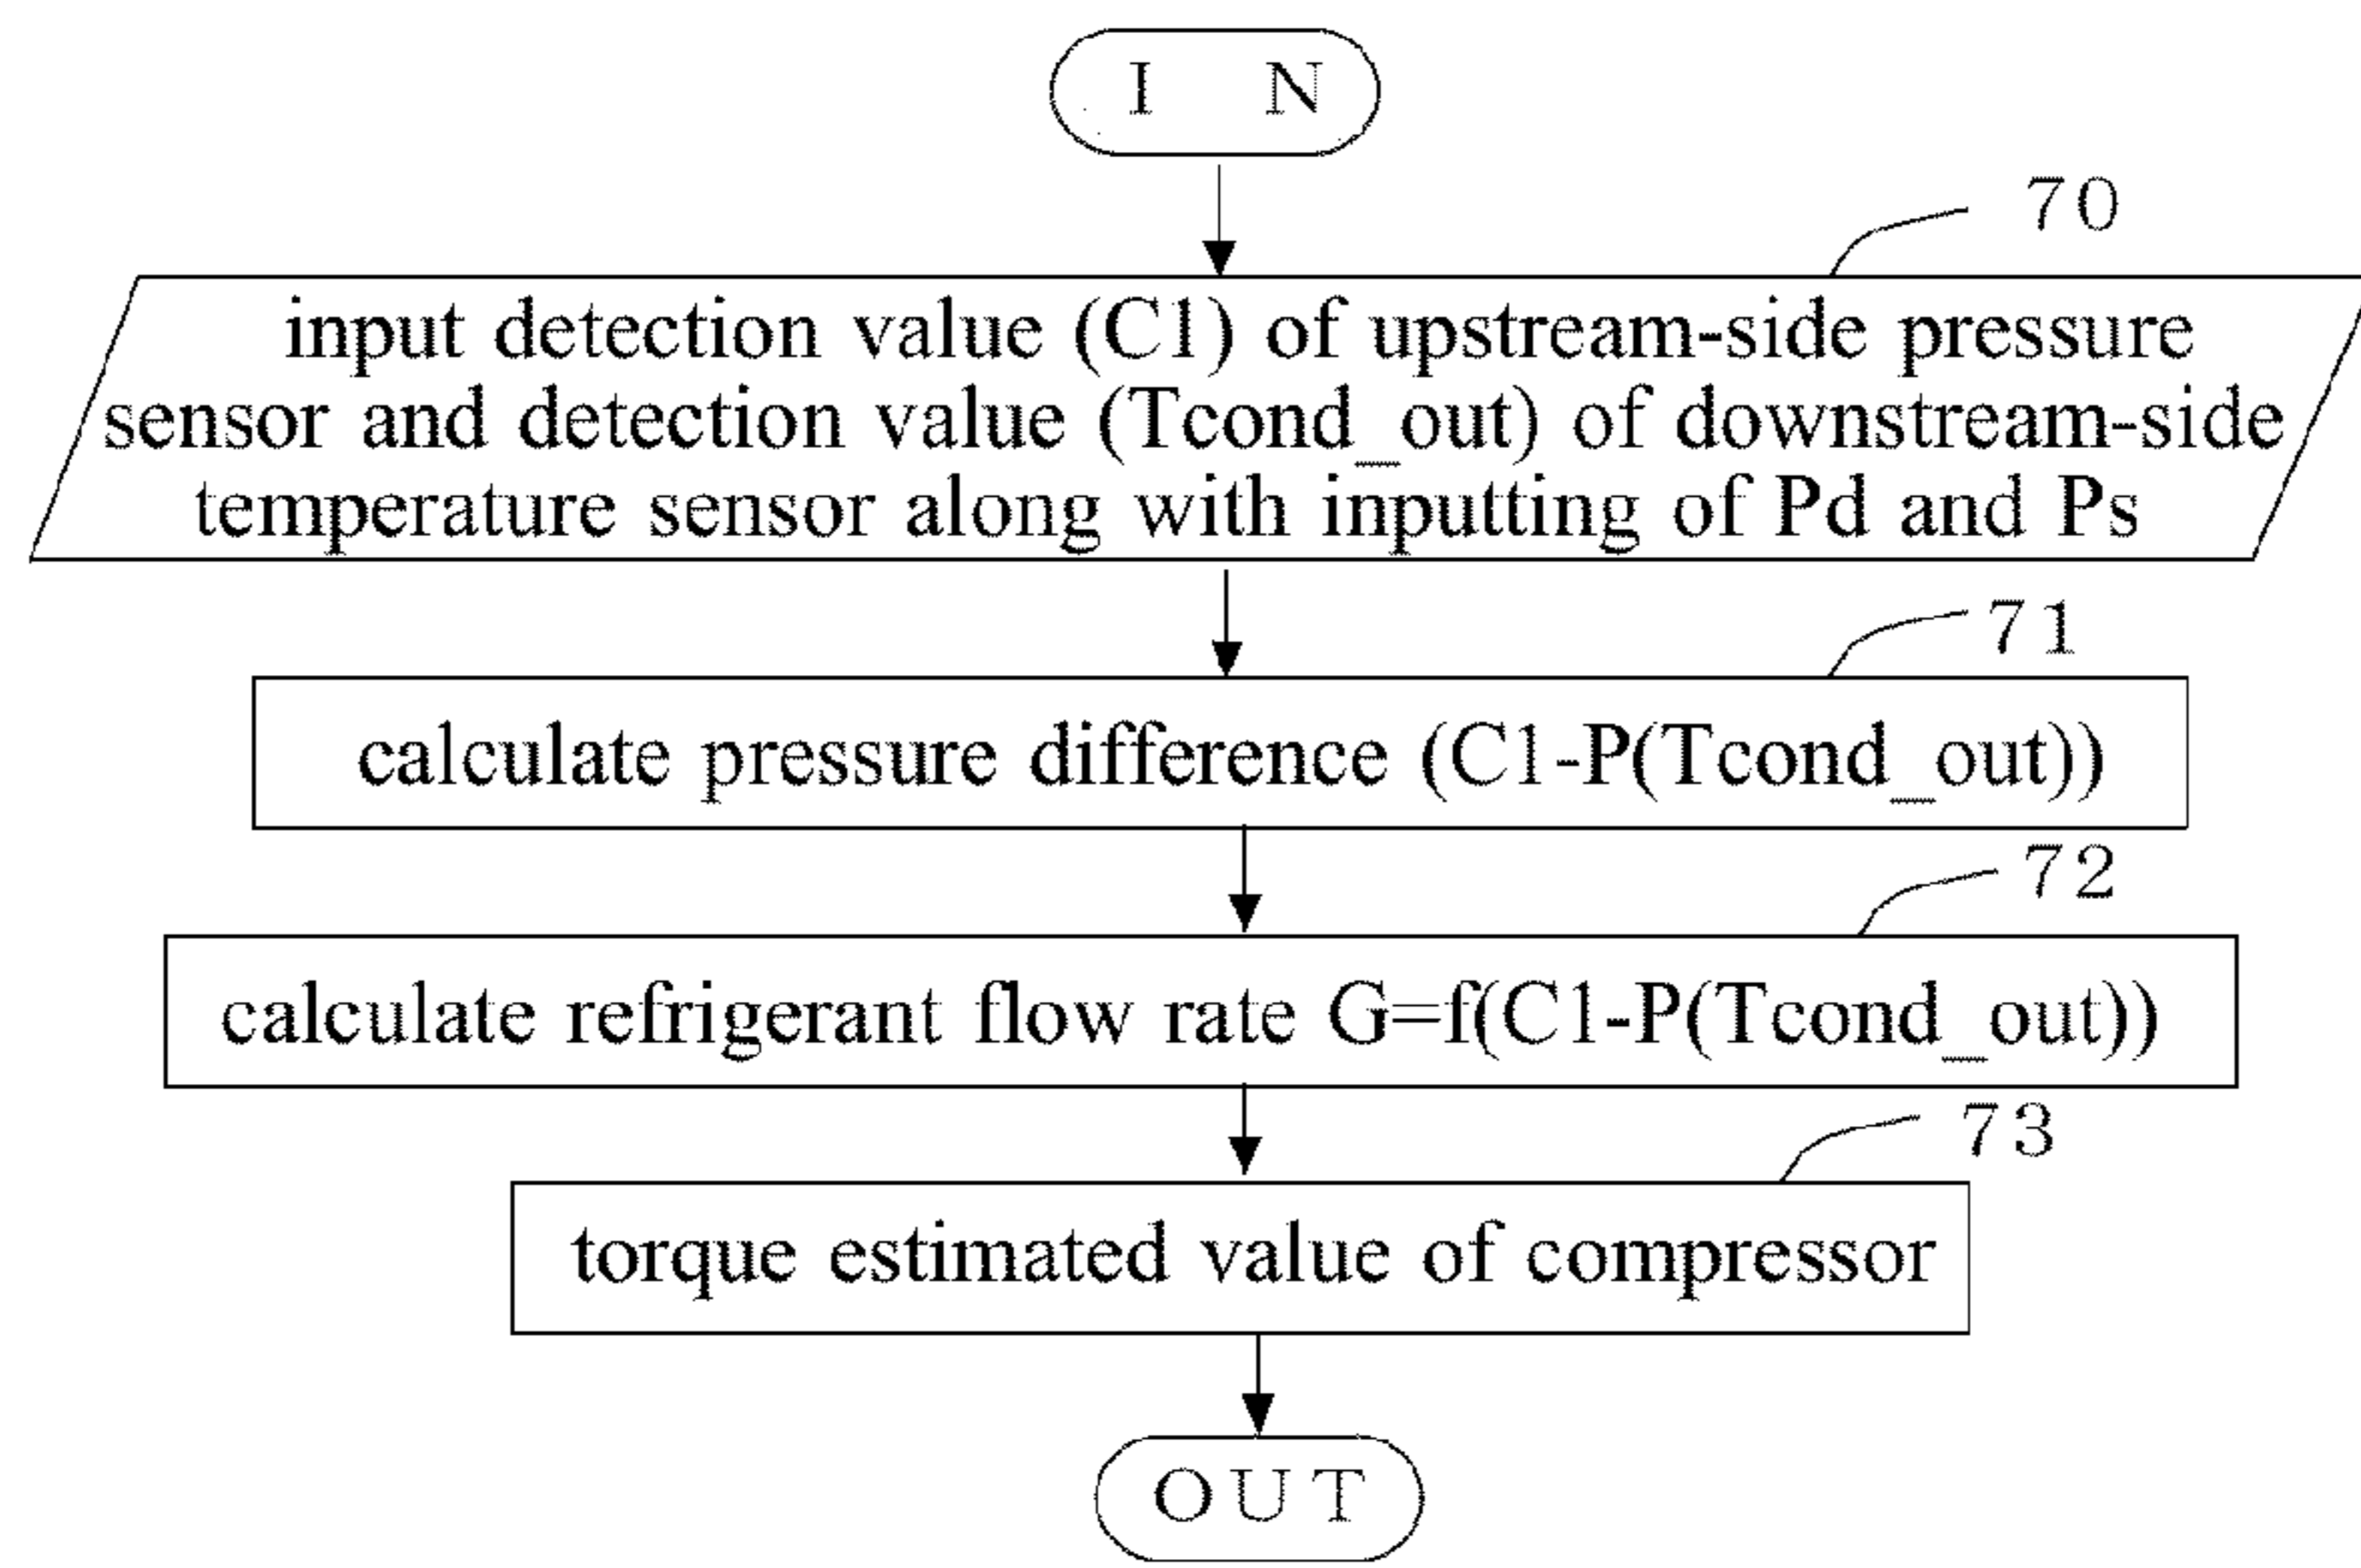 I N
70
input detection value (C1) of upstream-side pressure
sensor and detection value (Tcond_out) of downstream-side
temperature sensor along with inputting of Pd and Ps
71
calculate pressure difference (C1-P(Tcond_out))
72
calculate refrigerant flow rate G=f(C1-P(Tcond_out))
73
torque estimated value of compressor
OUT